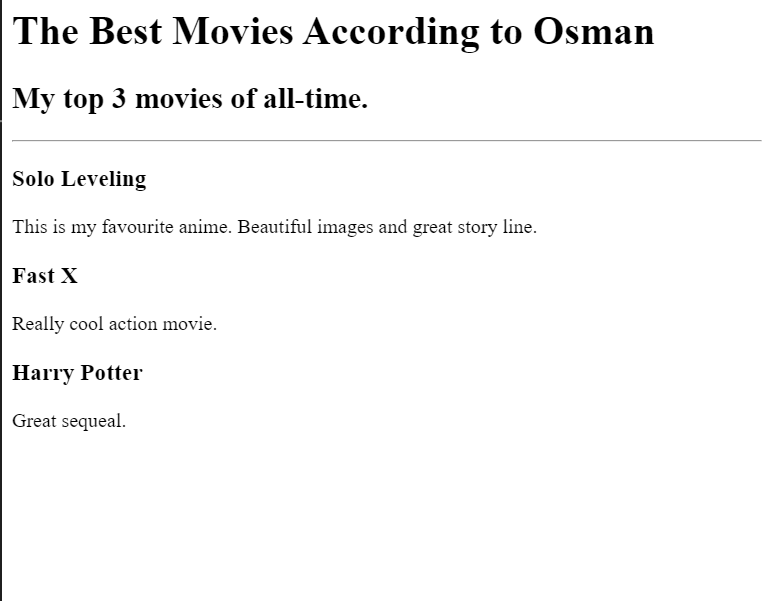 The Best Movies According to Osman
My top 3 movies of all-time.
Solo Leveling
This is my favourite anime. Beautiful images and great story line.
Fast X
Really cool action movie.
Harry Potter
Great sequeal.